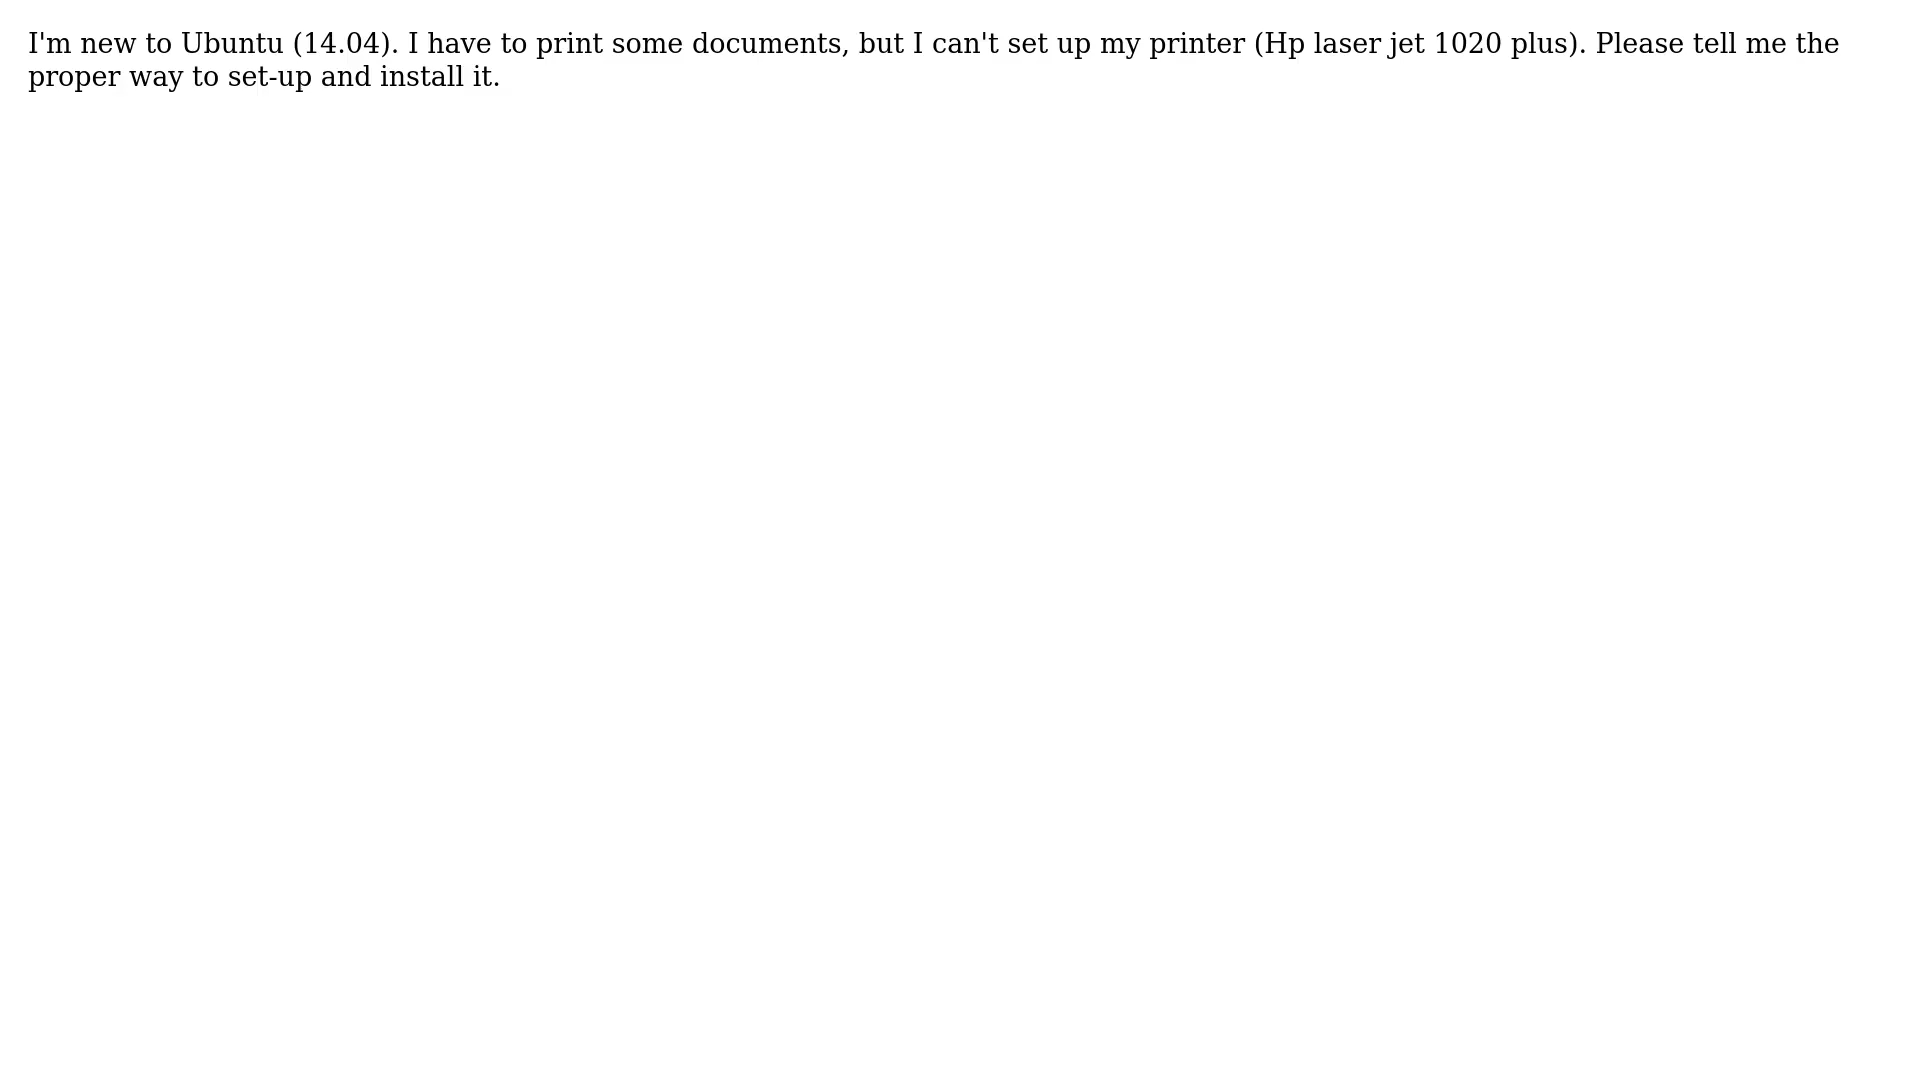 I'm new to Ubuntu (14.04). I have to print some documents, but I can't set up my printer (Hp laser jet 1020 plus). Please tell me the
proper way to set-up and install it.